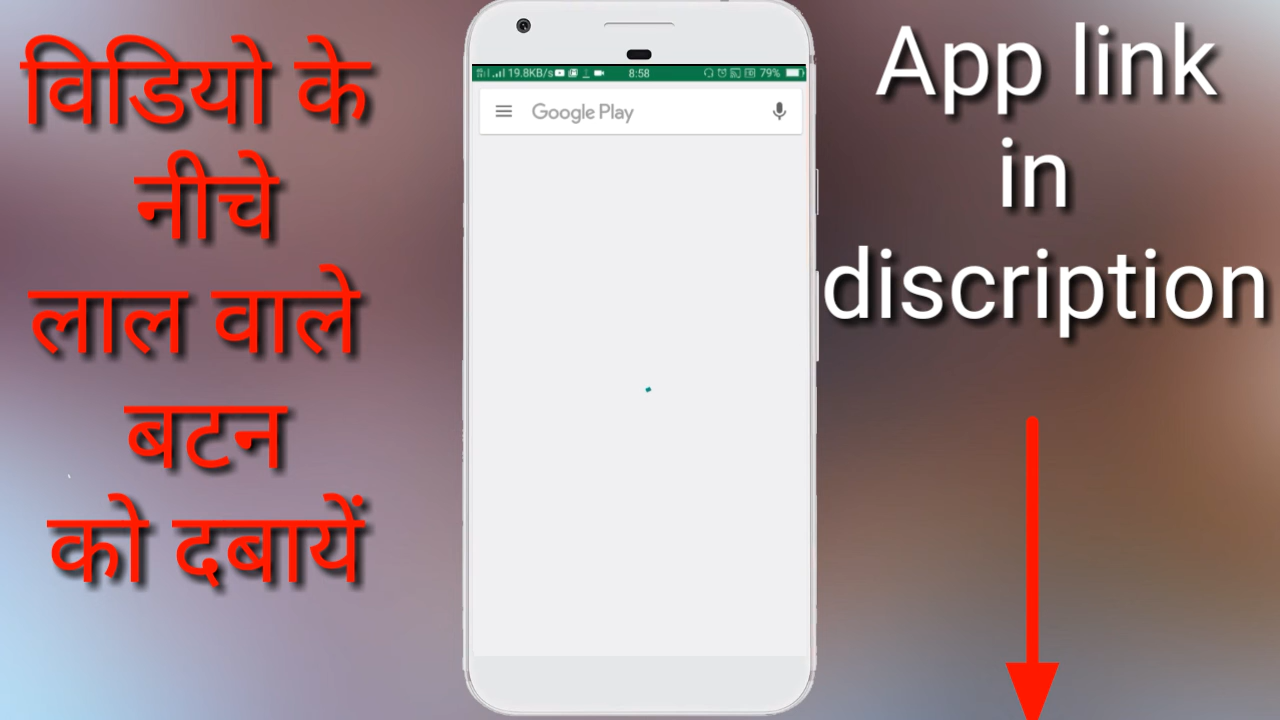 विडियो के
नीचे
लाल वाले
बटन
को दबायें
19.8KB/s
8:58
79%
Google Play
App link
in
discription